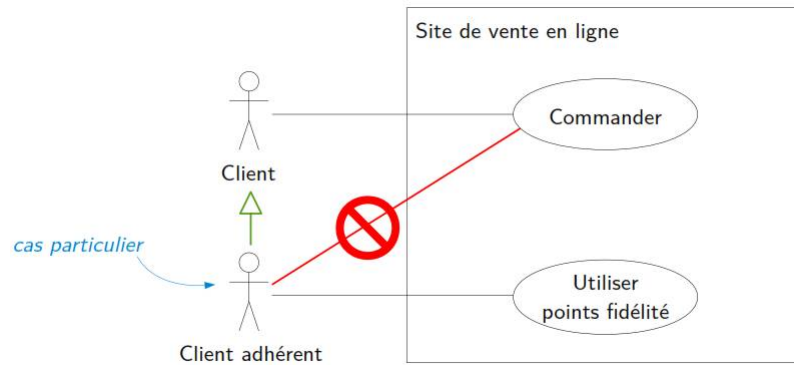 Site de vente en ligne
Commander
Client
cas particulier
Utiliser
points fidélité
Client adhérent